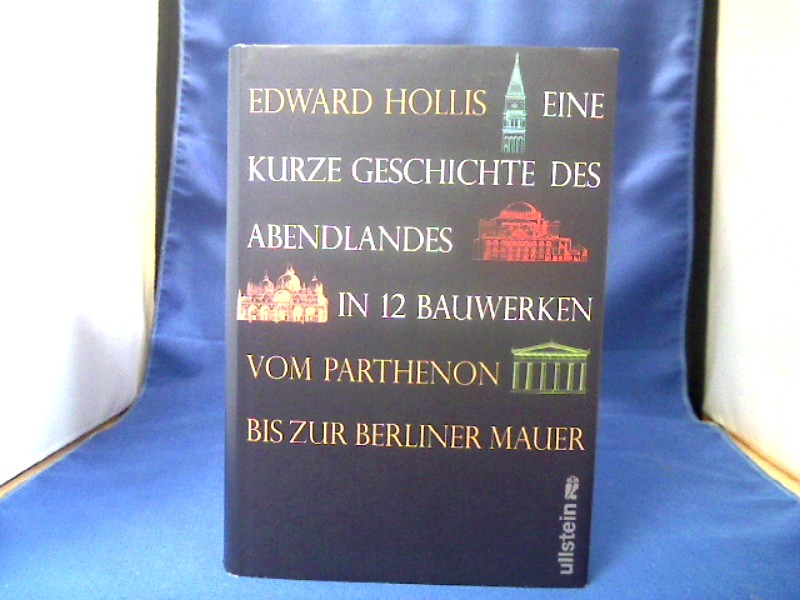 EDWARD HOLLIS EINE
KURZE GESCHICHTE DES
ABENDLANDES
IN 12 BAUWERKEN
VOM PARTHENON
BIS ZUR BERLINER MAUER
ullstein